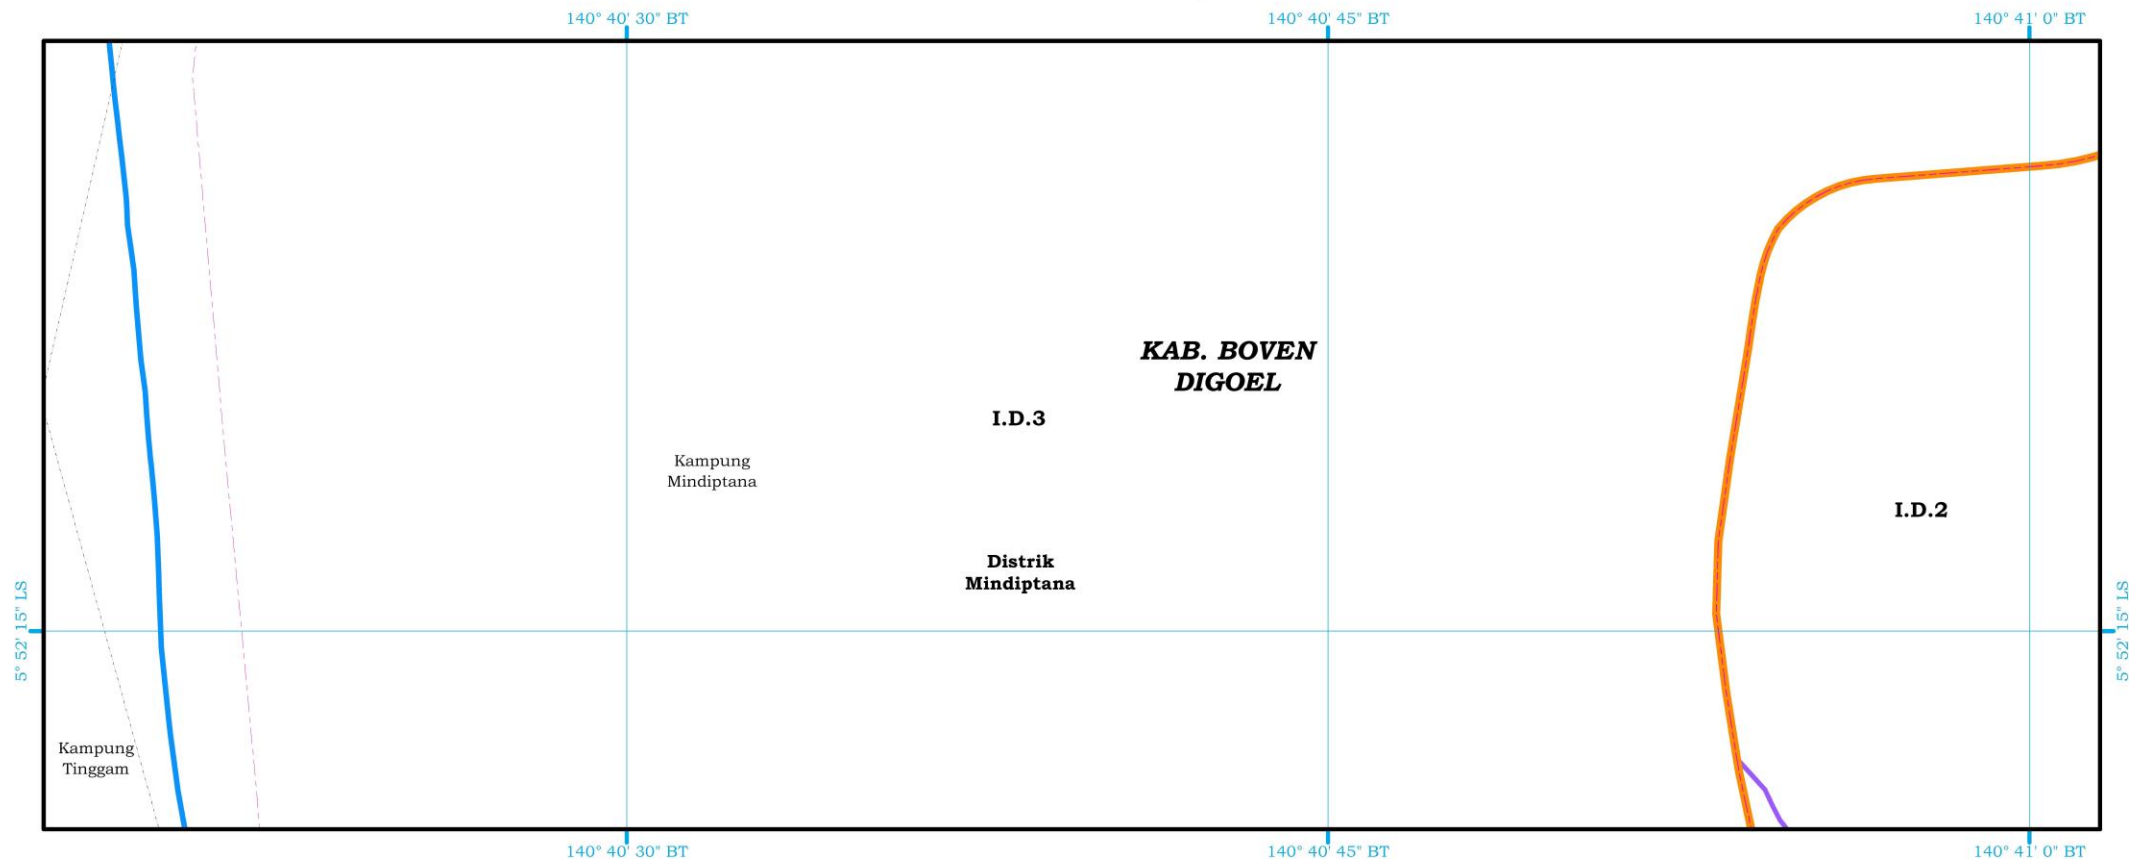 140° 40' 30" BT
140° 40' 45" BT
140° 41' 0" BT
KAB. BOVEN
DIGOEL
I.D.3
Kampung
Mindiptana
I.D.2
Distrik
Mindiptana
5° 52' 15" LS
5° 52' 15" LS
Kampung
Tinggam
140° 40' 30" BT
140° 40' 45" BT
140° 41' 0" BT